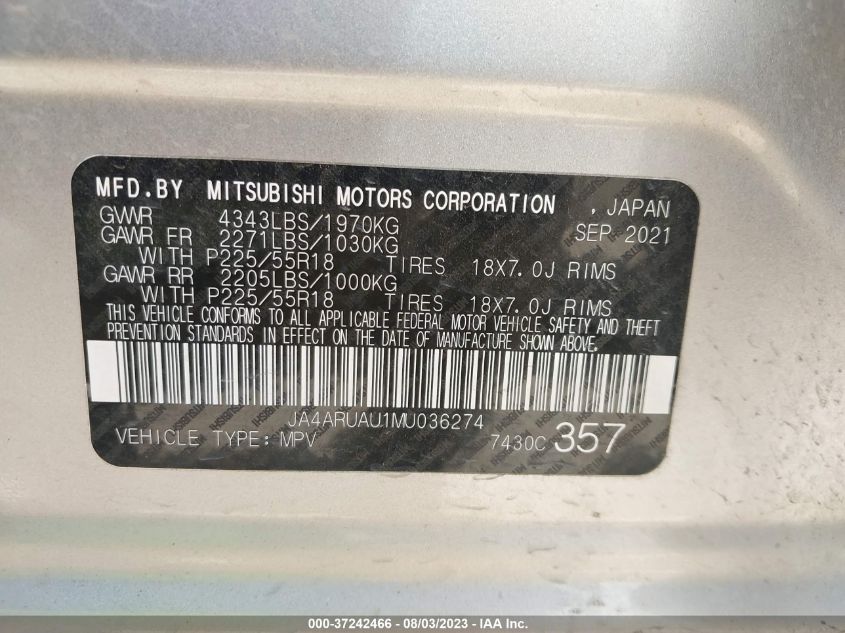 MFD.BY MITSUBISHI MOTORS CORPORATION , JAPAN
GVWR 4343LBS/1970KG SEP 2021
GAWR FR 2271LBS/1030KG
WITH P225/55R18 TIRES 18X7.0J RIMS
GAWR RR 2205LBS/1000KG
WITH P225/55R18 TIRES 18X7.0J RIMS
THIS VEHICLE CONFORMS TO ALL APPLICABLE FEDERAL MOTOR VEHICLE SAFETY AND THEFT
PREVENTION STANDARDS IN EFFECT ON THE DATE OF MANUFACTURE SHOWN ABOVE.
JA4ARUAU1MU036274
VEHICLE TYPE: MPV 7430C 357
000-37242466 - 08/03/2023 - IAA Inc.